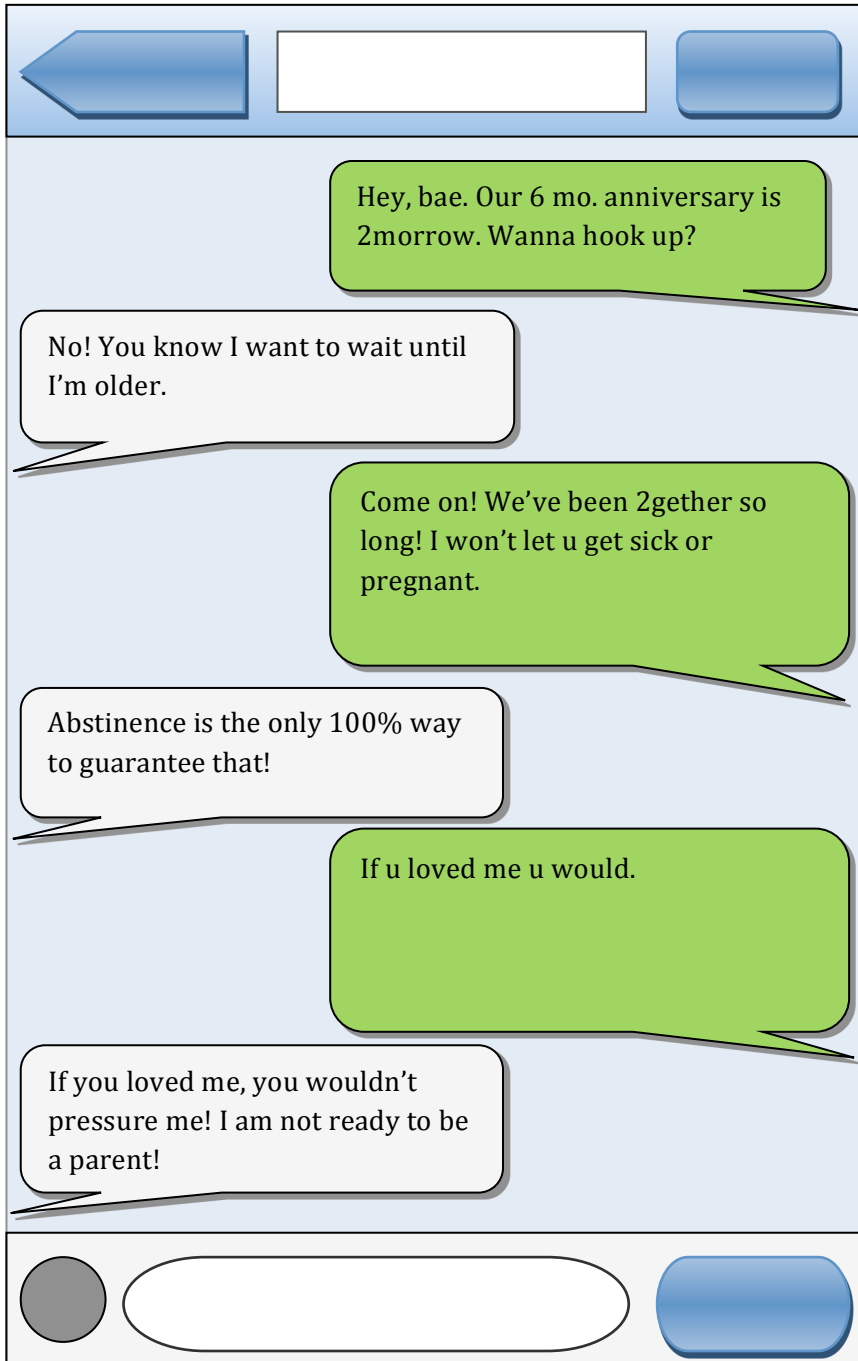 Hey, bae. Our 6 mo. anniversary is
2morrow. Wanna hook up?
No! You know I want to wait until
I’m older.
Come on! We’ve been 2gether so
long! I won’t let u get sick or
pregnant.
Abstinence is the only 100% way
to guarantee that!
If u loved me u would.
If you loved me, you wouldn’t
pressure me! I am not ready to be
a parent!